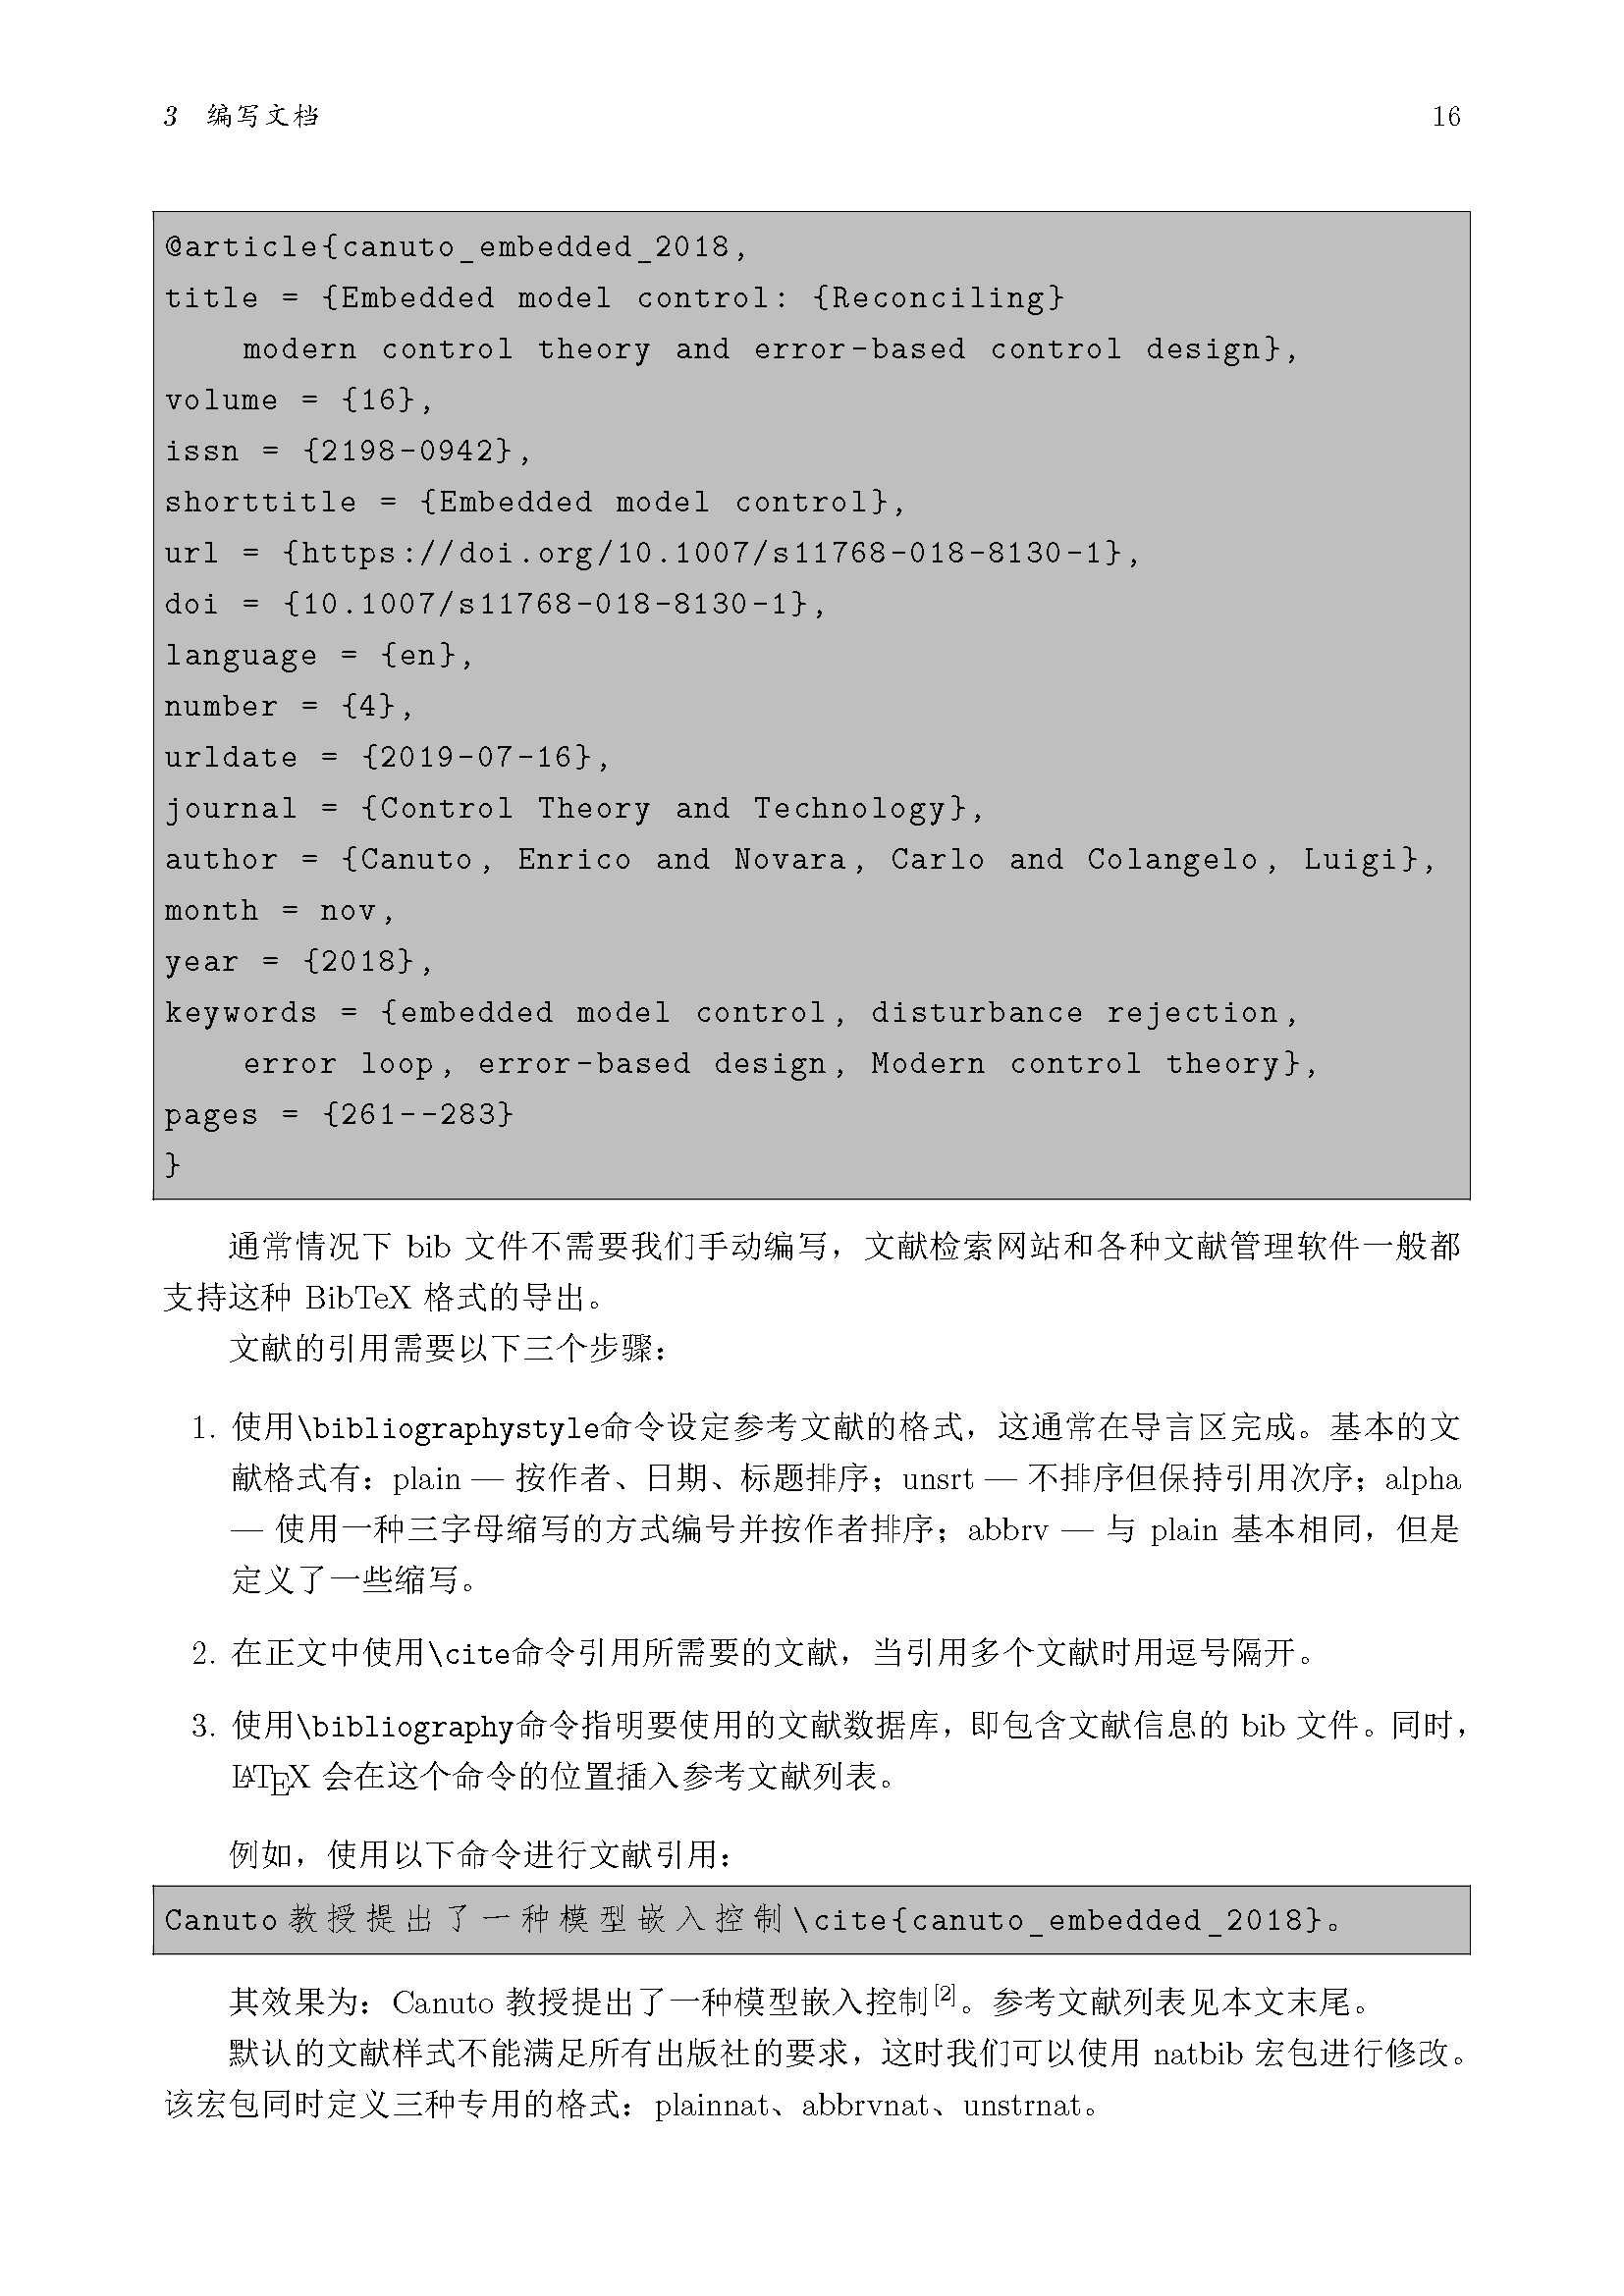 3 编写文档 16
@article{canuto_embedded_2018,
title = {Embedded model control: {Reconciling}
    modern control theory and error-based control design},
volume = {16},
issn = {2198-0942},
shorttitle = {Embedded model control},
url = {https://doi.org/10.1007/s11768-018-8130-1},
doi = {10.1007/s11768-018-8130-1},
language = {en},
number = {4},
urldate = {2019-07-16},
journal = {Control Theory and Technology},
author = {Canuto, Enrico and Novara, Carlo and Colangelo, Luigi},
month = nov,
year = {2018},
keywords = {embedded model control, disturbance rejection,
    error loop, error-based design, Modern control theory},
pages = {261--283}
}
通常情况下 bib 文件不需要我们手动编写，文献检索网站和各种文献管理软件一般都
支持这种 BibTeX 格式的导出。
文献的引用需要以下三个步骤：
1. 使用\bibliographystyle命令设定参考文献的格式，这通常在导言区完成。基本的文
献格式有：plain — 按作者、日期、标题排序；unsrt — 不排序但保持引用次序；alpha
— 使用一种三字母缩写的方式编号并按作者排序；abbrv — 与 plain 基本相同，但是
定义了一些缩写。
2. 在正文中使用\cite命令引用所需要的文献，当引用多个文献时用逗号隔开。
3. 使用\bibliography命令指明要使用的文献数据库，即包含文献信息的 bib 文件。同时，
LATEX 会在这个命令的位置插入参考文献列表。
例如，使用以下命令进行文献引用：
Canuto教授提出了一种模型嵌入控制\cite{canuto_embedded_2018}。
其效果为：Canuto 教授提出了一种模型嵌入控制[2]。参考文献列表见本文末尾。
默认的文献样式不能满足所有出版社的要求，这时我们可以使用 natbib 宏包进行修改。
该宏包同时定义三种专用的格式：plainnat、abbrvnat、unstrnat。